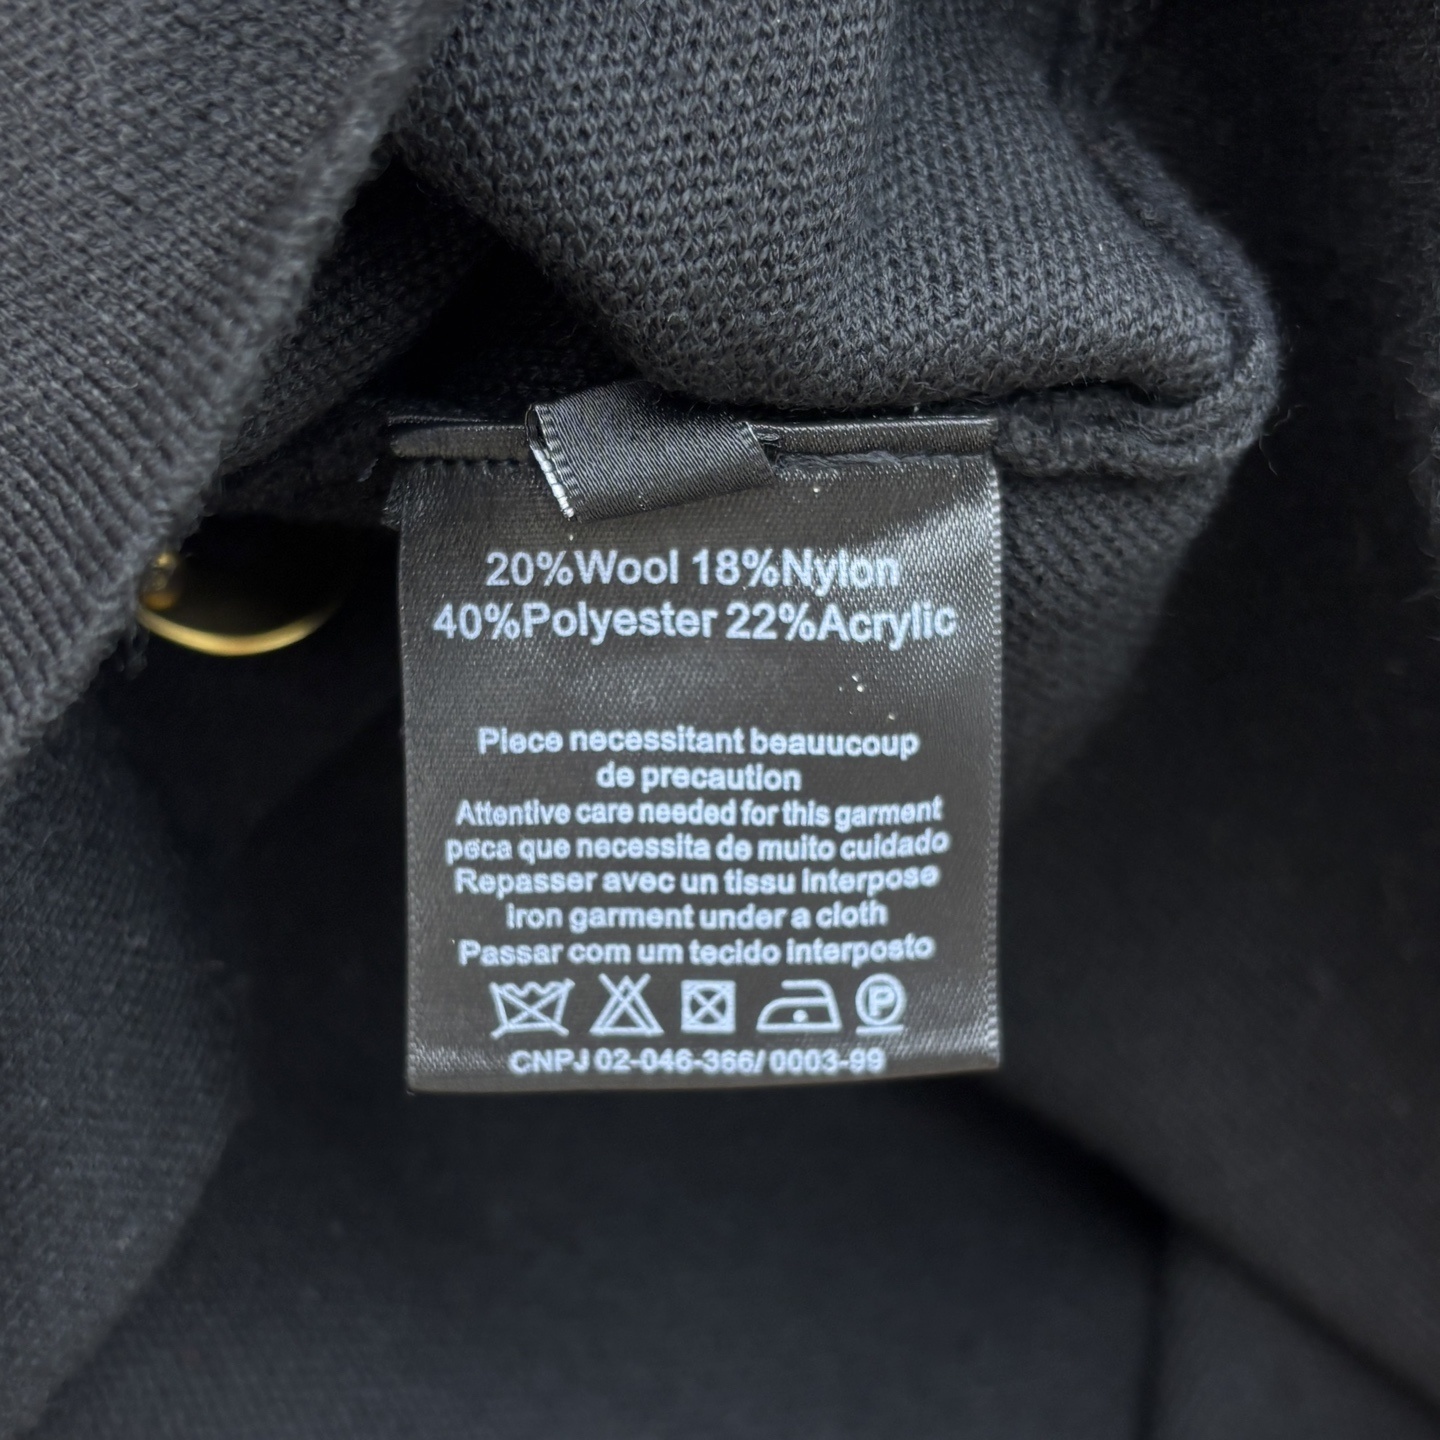 20%Wool 18%Nylon
40%Polyester 22%Acrylic
Piece necessitant beauucoup
de precaution
Attentive care needed for this garment
peca que necessita de muito cuidado
Repasser avec un tissu interpose
iron garment under a cloth
Passar com um tecido interposto
P
CNPJ 02-046-366/0003-99